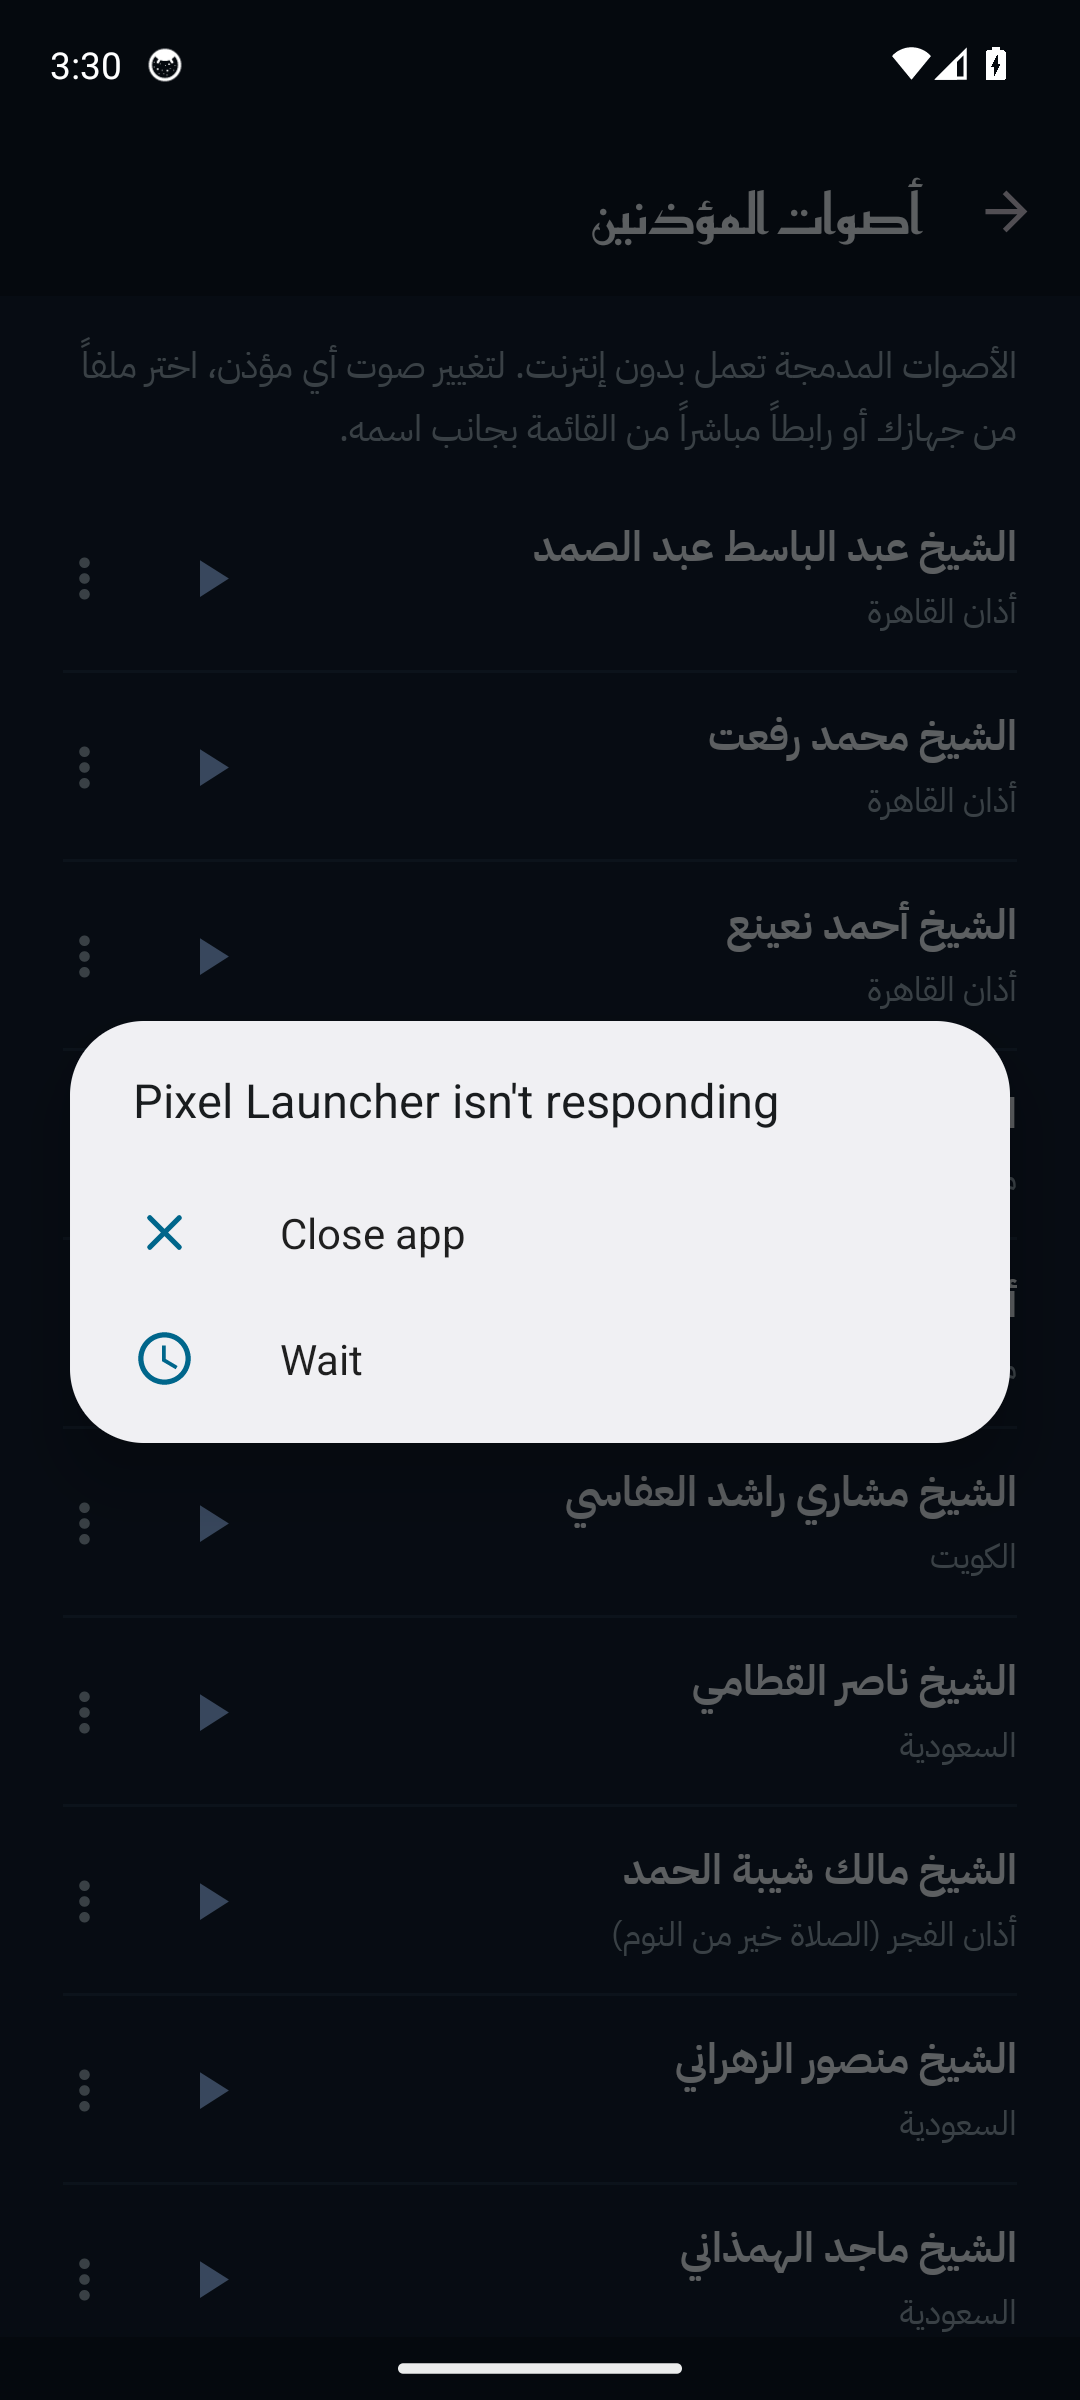 3:30
أصوات المؤذنين
الأصوات المدمجة تعمل بدون إنترنت. لتغيير صوت أي مؤذن، اختر ملفاً
من جهازك أو رابطاً مباشراً من القائمة بجانب اسمه.
الشيخ عبد الباسط عبد الصمد
أذان القاهرة
الشيخ محمد رفعت
أذان القاهرة
الشيخ أحمد نعينع
أذان القاهرة
Pixel Launcher isn't responding
Close app
Wait
الشيخ مشاري راشد العفاسي
الكويت
الشيخ ناصر القطامي
السعودية
الشيخ مالك شيبة الحمد
أذان الفجر (الصلاة خير من النوم)
الشيخ منصور الزهراني
السعودية
الشيخ ماجد الهمذاني
السعودية